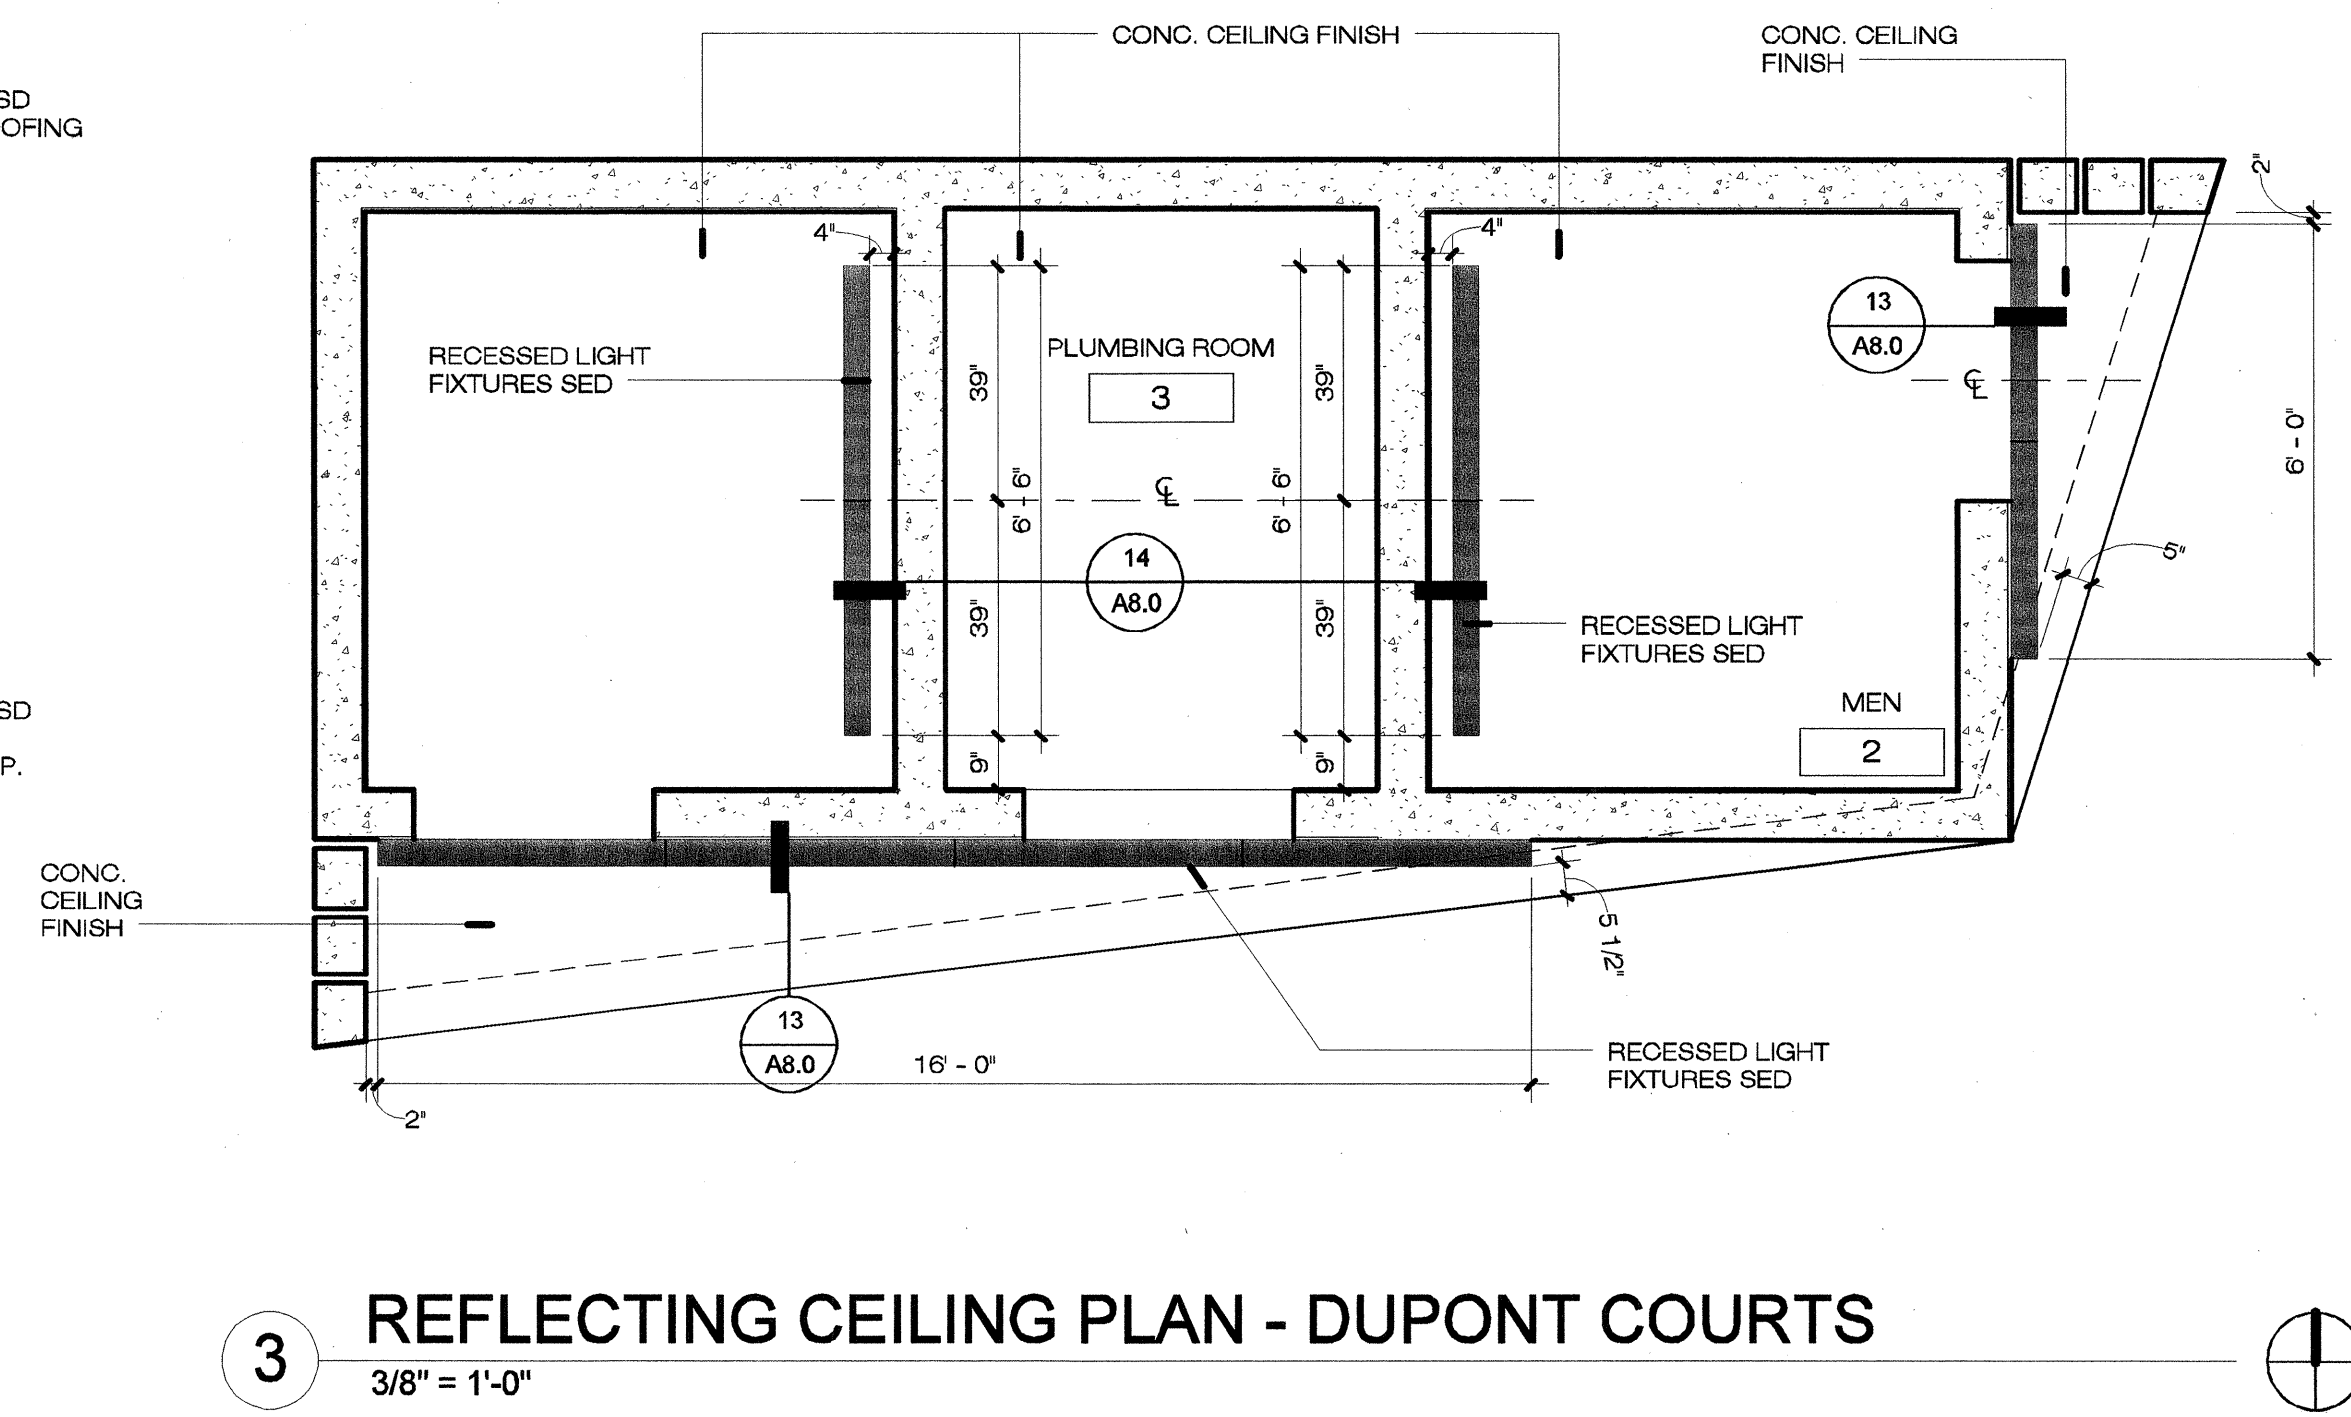 CONC. CEILING FINISH
CONC. CEILING
FINISH
SD
OFING
2"
4"
4"
13
A8.0
RECESSED LIGHT
FIXTURES SED
PLUMBING ROOM
3
39"
39"
℄
6' - 0"
6' - 6"
6' - 6"
℄
14
A8.0
5"
39"
39"
RECESSED LIGHT
FIXTURES SED
SD
MEN
2
P.
9"
9"
CONC.
CEILING
FINISH
5 1/2"
13
A8.0
16' - 0"
RECESSED LIGHT
FIXTURES SED
2"
3
REFLECTING CEILING PLAN - DUPONT COURTS
3/8" = 1'-0"